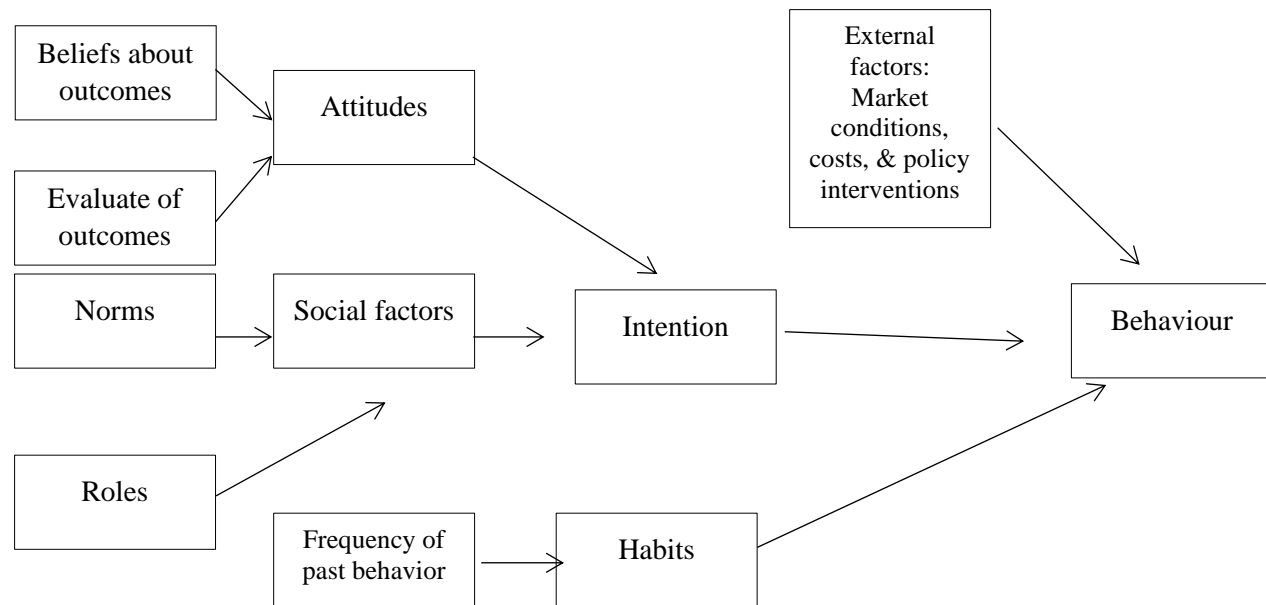 Beliefs about
outcomes
Attitudes
External
factors:
Market
conditions,
costs, & policy
interventions
Evaluate of
outcomes
Norms
Social factors
Intention
Behaviour
Roles
Frequency of
past behavior
Habits